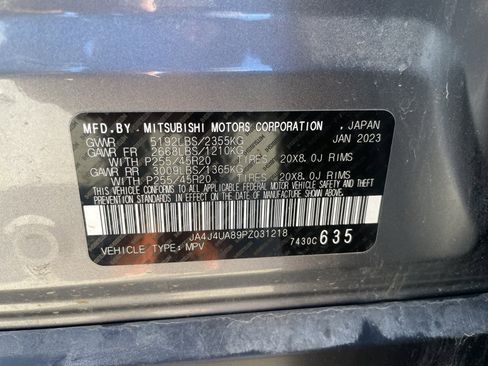 MFD.BY. MITSUBISHI MOTORS CORPORATION , JAPAN
GVWR 5192LBS/2355KG JAN 2023
GAWR FR 2668LBS/1210KG
WITH P255/45R20 TIRES 20X8.0J RIMS
GAWR RR 3009LBS/1365KG
WITH P255/45R20 TIRES 20X8.0J RIMS
THIS VEHICLE CONFORMS TO ALL APPLICABLE FEDERAL MOTOR VEHICLE SAFETY, BUMPER AND THEFT
PREVENTION STANDARDS IN EFFECT ON THE DATE OF MANUFACTURE SHOWN ABOVE.
JA4J4UA89PZ031218
7430C 635
VEHICLE TYPE: MPV